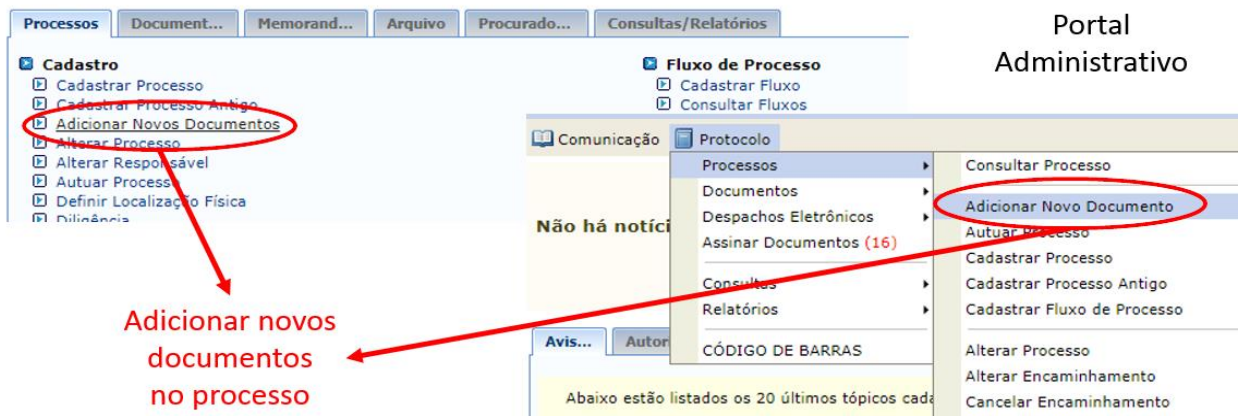 Processos Document... Memorand... Arquivo Procurado... Consultas/Relatórios
Portal
Administrativo
Cadastro
Cadastrar Processo
Cadastrar Processo Antigo
Adicionar Novos Documentos
Alterar Processo
Alterar Responsável
Autuar Processo
Definir Localização Física
Diligência
Fluxo de Processo
Cadastrar Fluxo
Consultar Fluxos
Comunicação Protocolo
Não há notíci
Processos
Documentos
Despachos Eletrônicos
Assinar Documentos (16)
Consultas
Relatórios
CÓDIGO DE BARRAS
Consultar Processo
Adicionar Novo Documento
Autuar Processo
Cadastrar Processo
Cadastrar Processo Antigo
Cadastrar Fluxo de Processo
Alterar Processo
Alterar Encaminhamento
Cancelar Encaminhamento
Adicionar novos
documentos
no processo
Avis... Autor
Abaixo estão listados os 20 últimos tópicos cada